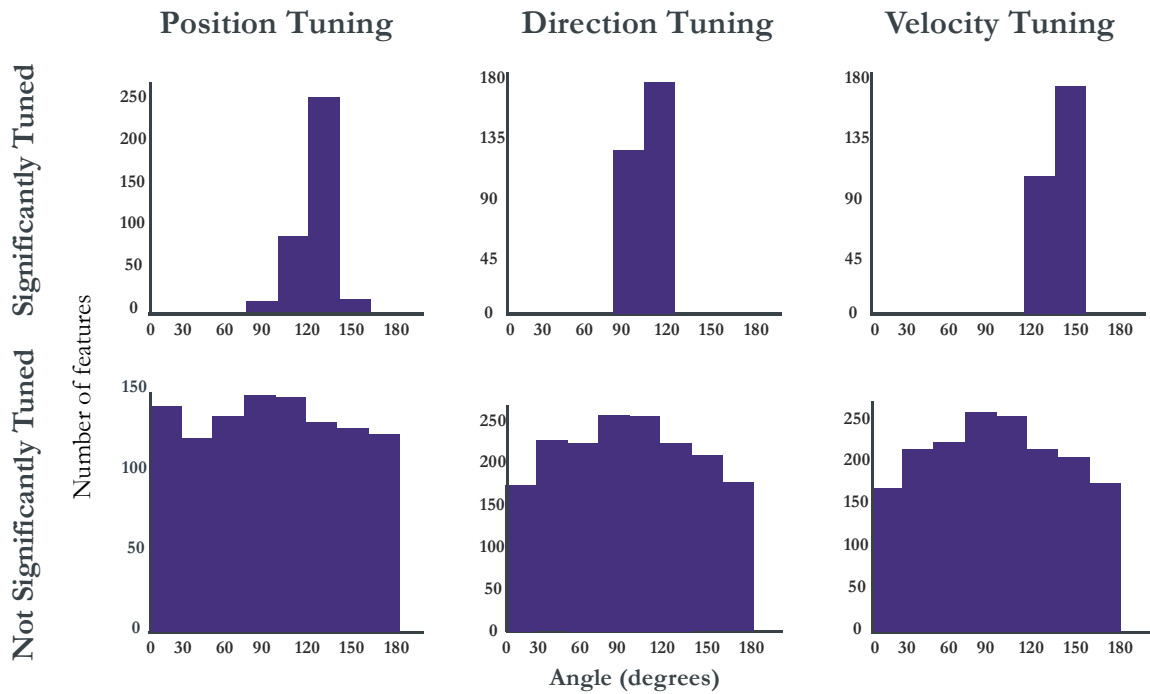 Position Tuning
Direction Tuning
Velocity Tuning
Significantly Tuned
Not Significantly Tuned
Number of features
250
200
150
100
50
0
0 30 60 90 120 150 180
180
135
90
45
0
0 30 60 90 120 150 180
180
135
90
45
0
0 30 60 90 120 150 180
150
100
50
0
0 30 60 90 120 150 180
250
200
150
100
50
0
0 30 60 90 120 150 180
250
200
150
100
50
0
0 30 60 90 120 150 180
Angle (degrees)